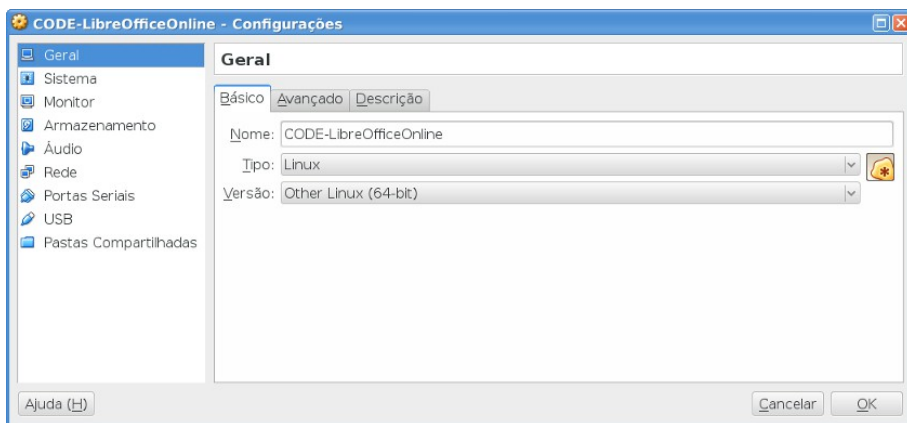 CODE-LibreOfficeOnline - Configurações
Geral
Sistema
Monitor
Armazenamento
Áudio
Rede
Portas Seriais
USB
Pastas Compartilhadas
Geral
Básico Avançado Descrição
Nome: CODE-LibreOfficeOnline
Tipo: Linux
Versão: Other Linux (64-bit)
Ajuda (H) Cancelar OK